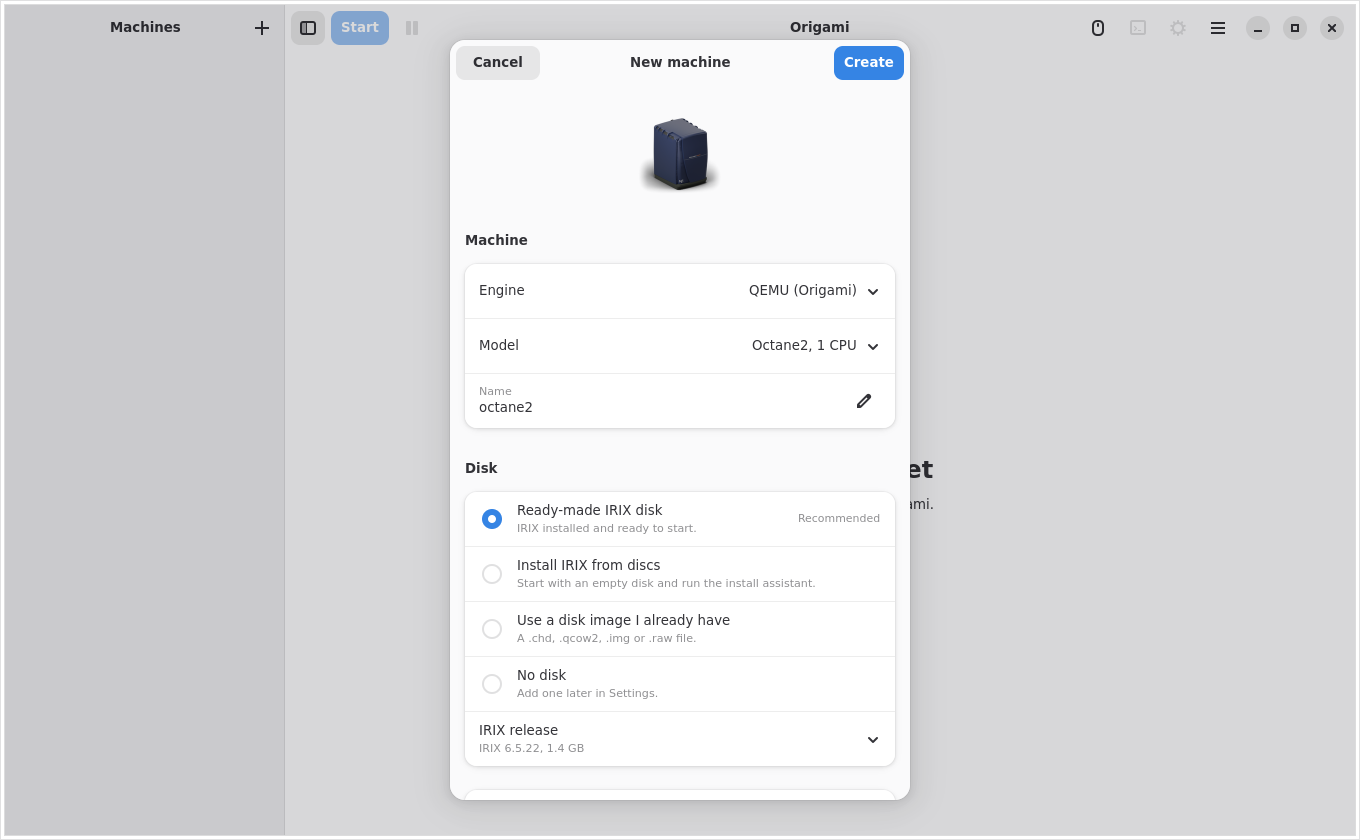 Machines
Start
Origami
Cancel
New machine
Create
Machine
Engine
QEMU (Origami)
Model
Octane2, 1 CPU
Name
octane2
Disk
Ready-made IRIX disk
IRIX installed and ready to start.
Recommended
Install IRIX from discs
Start with an empty disk and run the install assistant.
Use a disk image I already have
A .chd, .qcow2, .img or .raw file.
No disk
Add one later in Settings.
IRIX release
IRIX 6.5.22, 1.4 GB
et
ami.